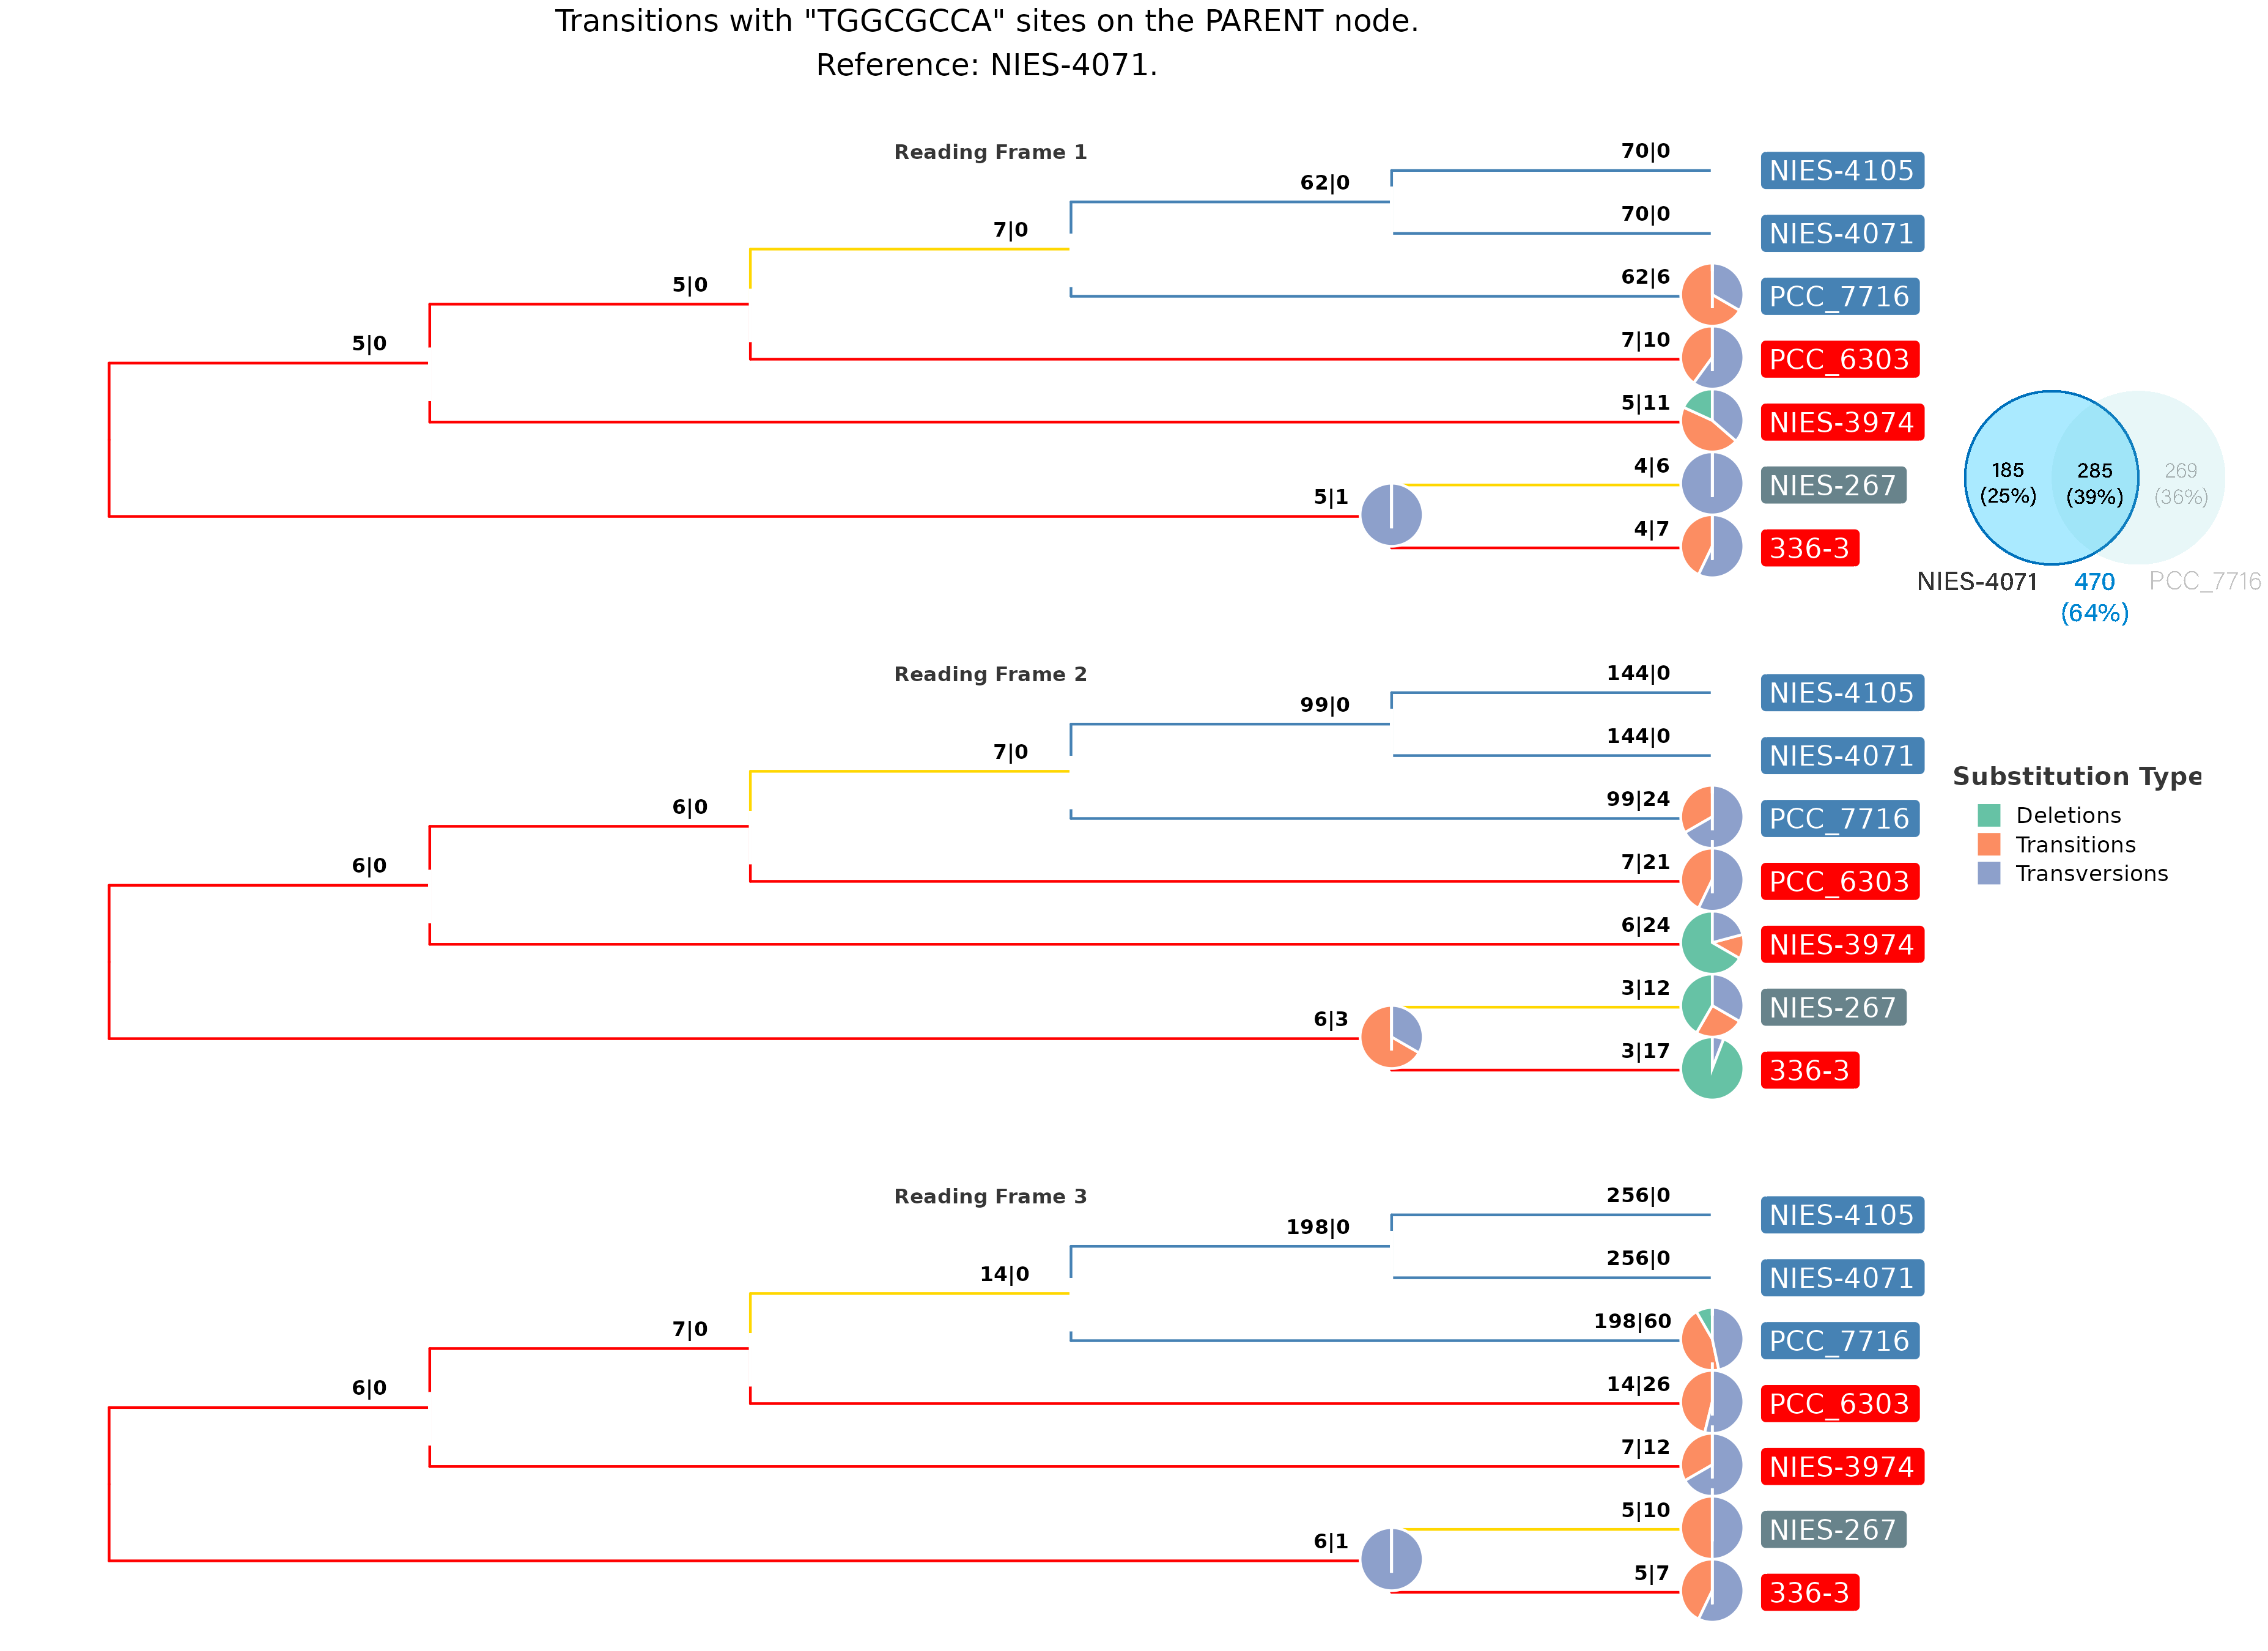 Transitions with "TGGCGCCA" sites on the PARENT node.
Reference: NIES-4071.
Reading Frame 1
70|0
NIES-4105
62|0
70|0
NIES-4071
7|0
62|6
PCC_7716
5|0
7|10
PCC_6303
5|0
5|11
NIES-3974
4|6
NIES-267
5|1
4|7
336-3
185
(25%)
285
(39%)
269
(36%)
NIES-4071
470
(64%)
PCC_7716
Reading Frame 2
144|0
NIES-4105
99|0
144|0
NIES-4071
7|0
99|24
PCC_7716
6|0
7|21
PCC_6303
6|0
6|24
NIES-3974
3|12
NIES-267
6|3
3|17
336-3
Substitution Type
Deletions
Transitions
Transversions
Reading Frame 3
256|0
NIES-4105
198|0
256|0
NIES-4071
14|0
198|60
PCC_7716
7|0
14|26
PCC_6303
6|0
7|12
NIES-3974
5|10
NIES-267
6|1
5|7
336-3